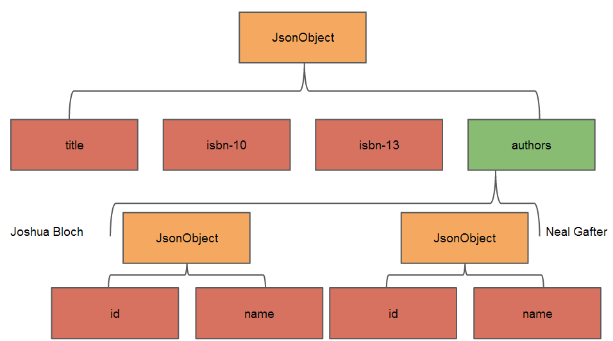 JsonObject
title
isbn-10
isbn-13
authors
Joshua Bloch
JsonObject
JsonObject
Neal Gafter
id
name
id
name